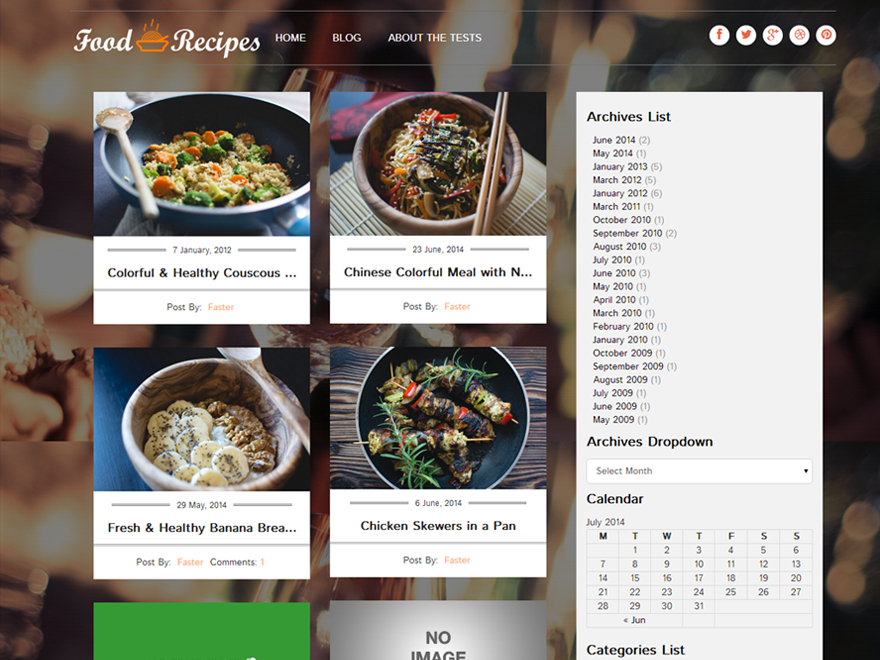 Food Recipes
HOME BLOG ABOUT THE TESTS
7 January, 2012
Colorful & Healthy Couscous ...
Post By: Faster
23 June, 2014
Chinese Colorful Meal with N...
Post By: Faster
29 May, 2014
Fresh & Healthy Banana Brea...
Post By: Faster Comments: 1
6 June, 2014
Chicken Skewers in a Pan
Post By: Faster
NO
IMAGE
Archives List
June 2014 (2)
May 2014 (1)
January 2013 (5)
March 2012 (5)
January 2012 (6)
March 2011 (1)
October 2010 (1)
September 2010 (2)
August 2010 (3)
July 2010 (1)
June 2010 (3)
May 2010 (1)
April 2010 (1)
March 2010 (1)
February 2010 (1)
January 2010 (1)
October 2009 (1)
September 2009 (1)
August 2009 (1)
July 2009 (1)
June 2009 (1)
May 2009 (1)
Archives Dropdown
Select Month
Calendar
July 2014
M T W T F S S
1 2 3 4 5 6
7 8 9 10 11 12 13
14 15 16 17 18 19 20
21 22 23 24 25 26 27
28 29 30 31
« Jun
Categories List